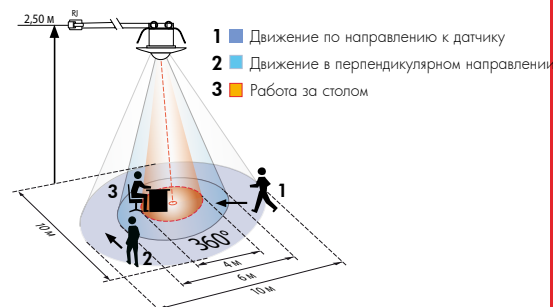 2,50 м
RJ
1 Движение по направлению к датчику
2 Движение в перпендикулярном направлении
3 Работа за столом
3
1
2
360°
10 м
4 м
6 м
10 м